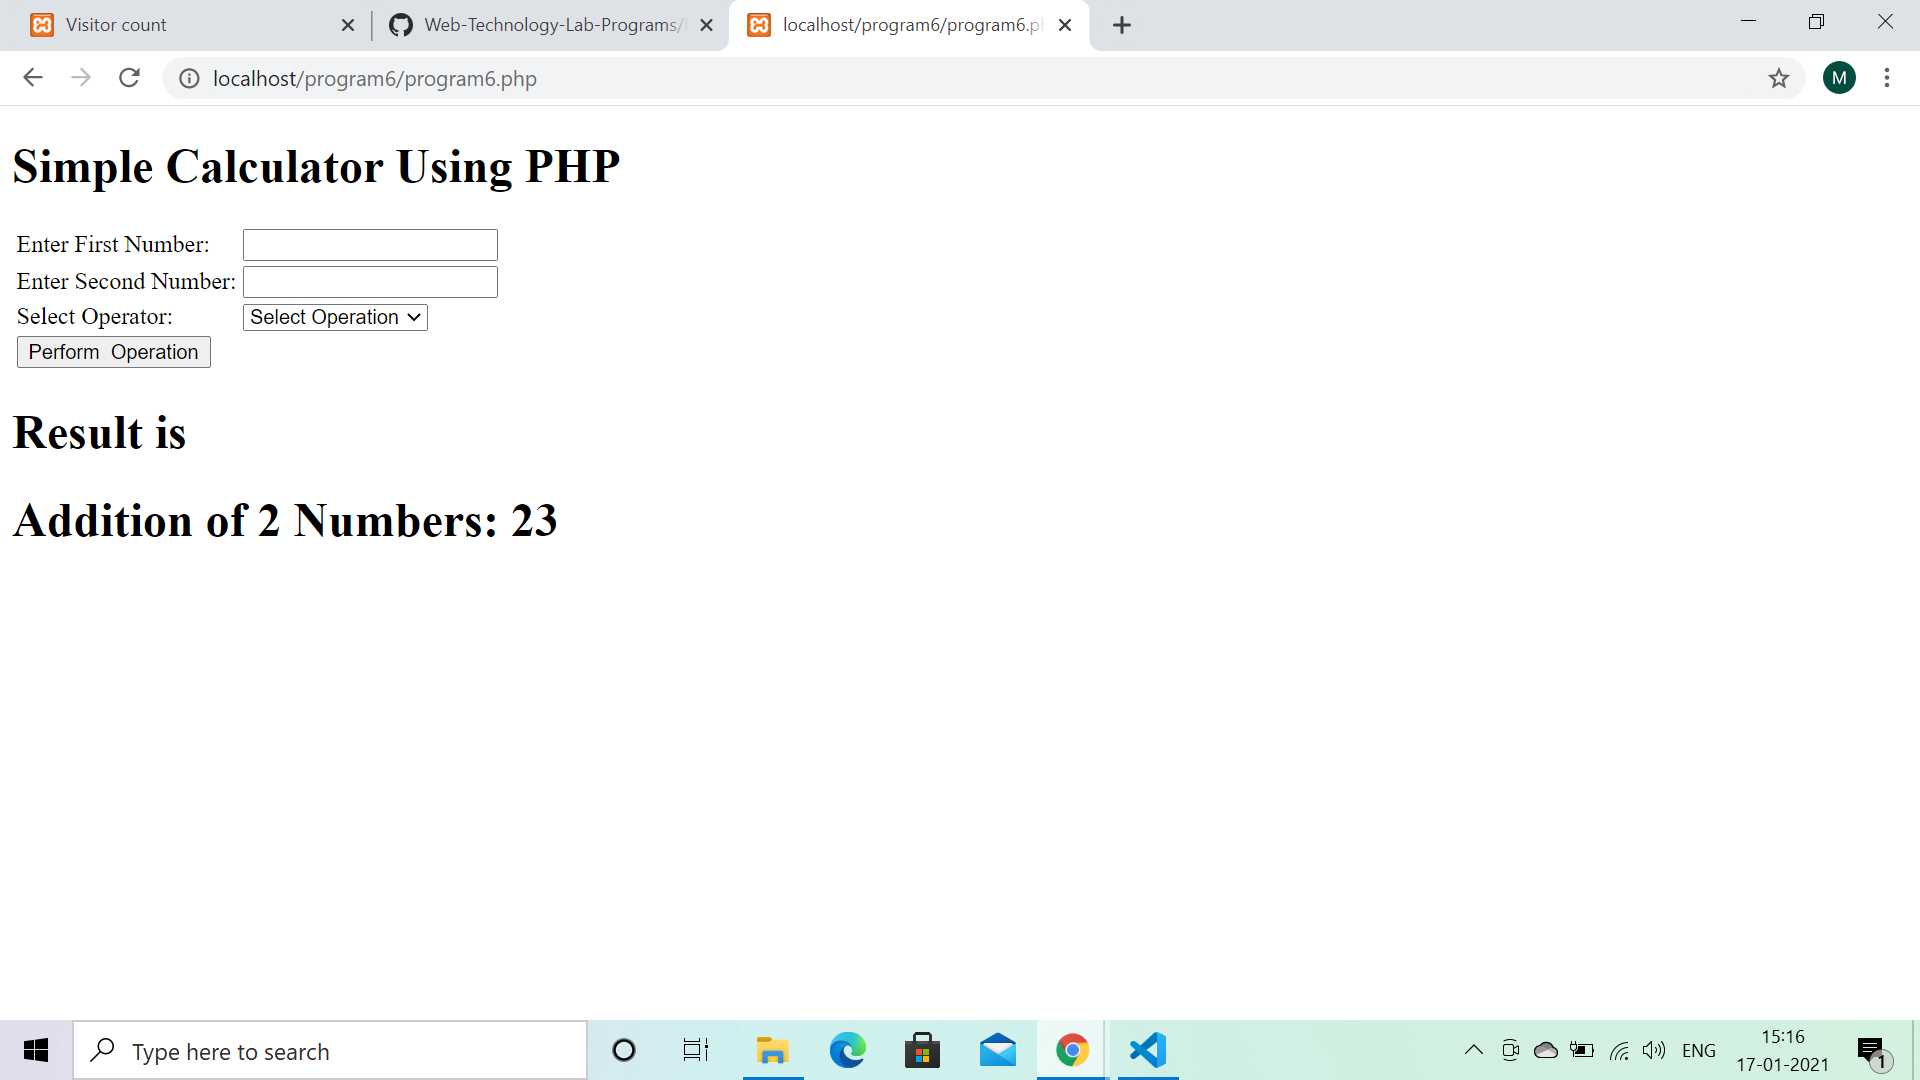 Visitor count
Web-Technology-Lab-Programs/
localhost/program6/program6.ph
localhost/program6/program6.php
M
Simple Calculator Using PHP
Enter First Number:
Enter Second Number:
Select Operator: Select Operation
Perform Operation
Result is
Addition of 2 Numbers: 23
Type here to search
ENG
15:16
17-01-2021
1